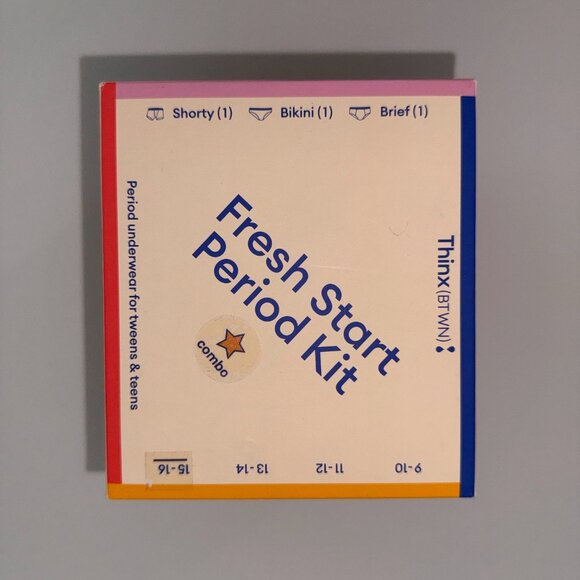 Shorty (1) Bikini (1) Brief (1)
Period underwear for tweens & teens
Fresh Start
Period Kit
combo
Thinx (BTWN)
9-10 11-12 13-14 15-16